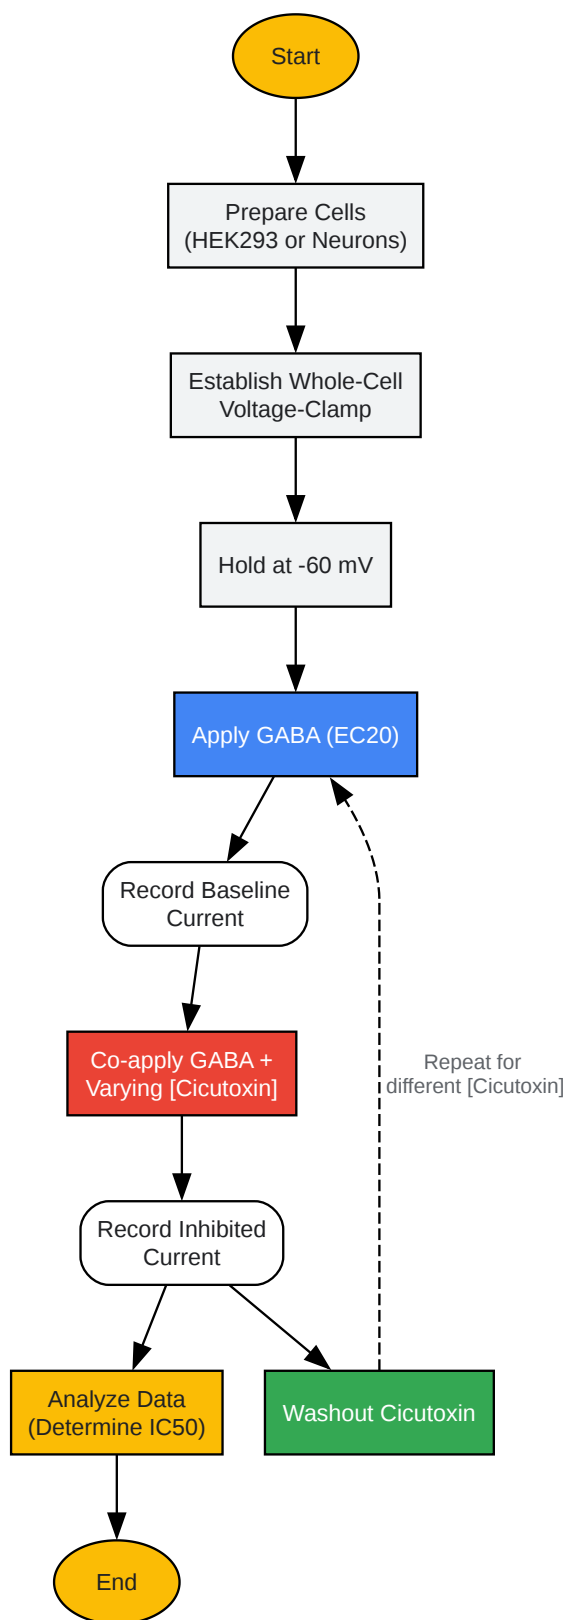 Start
Prepare Cells
(HEK293 or Neurons)
Establish Whole-Cell
Voltage-Clamp
Hold at -60 mV
Apply GABA (EC20)
Record Baseline
Current
Co-apply GABA +
Varying [Cicutoxin]
Repeat for
different [Cicutoxin]
Record Inhibited
Current
Analyze Data
(Determine IC50)
Washout Cicutoxin
End